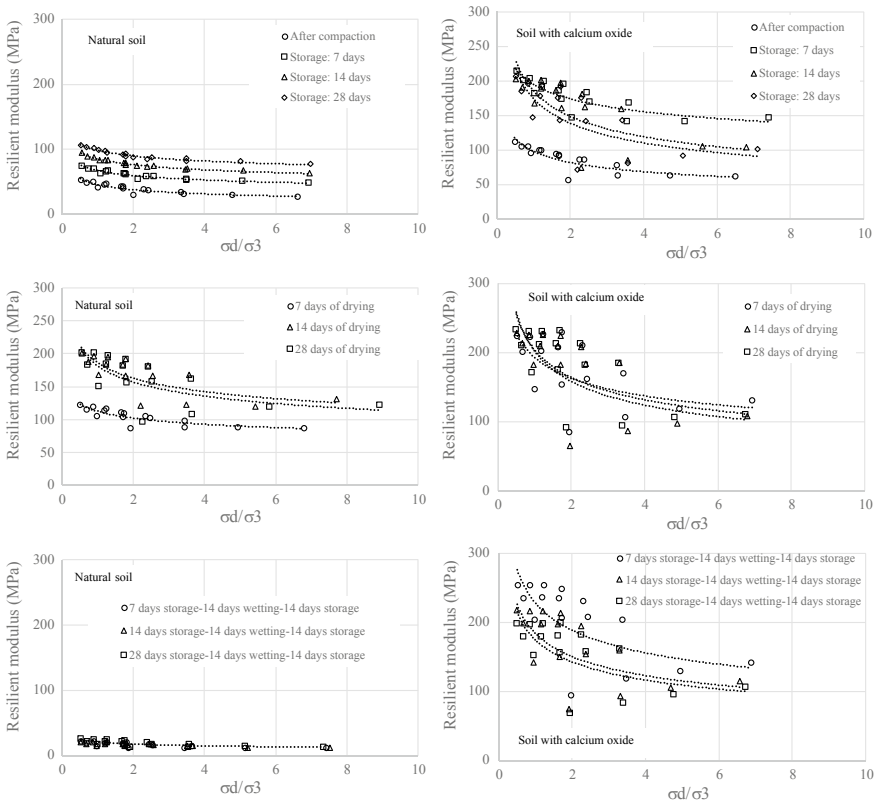 Resilient modulus (MPa)
300
200
100
0
Natural soil
After compaction
Storage: 7 days
Storage: 14 days
Storage: 28 days
0 2 4 6 8 10
σd/σ3
Resilient modulus (MPa)
300
250
200
150
100
50
0
Soil with calcium oxide
After compaction
Storage: 7 days
Storage: 14 days
Storage: 28 days
0 2 4 6 8 10
σd/σ3
Resilient modulus (MPa)
300
250
200
150
100
50
0
Natural soil
7 days of drying
14 days of drying
28 days of drying
0 2 4 6 8 10
σd/σ3
Resilient modulus (MPa)
300
200
100
0
Soil with calcium oxide
7 days of drying
14 days of drying
28 days of drying
0 2 4 6 8 10
σd/σ3
Resilient modulus (MPa)
300
200
100
0
Natural soil
7 days storage-14 days wetting-14 days storage
14 days storage-14 days wetting-14 days storage
28 days storage-14 days wetting-14 days storage
0 2 4 6 8 10
σd/σ3
Resilient modulus (MPa)
300
200
100
0
7 days storage-14 days wetting-14 days storage
14 days storage-14 days wetting-14 days storage
28 days storage-14 days wetting-14 days storage
Soil with calcium oxide
0 2 4 6 8 10
σd/σ3